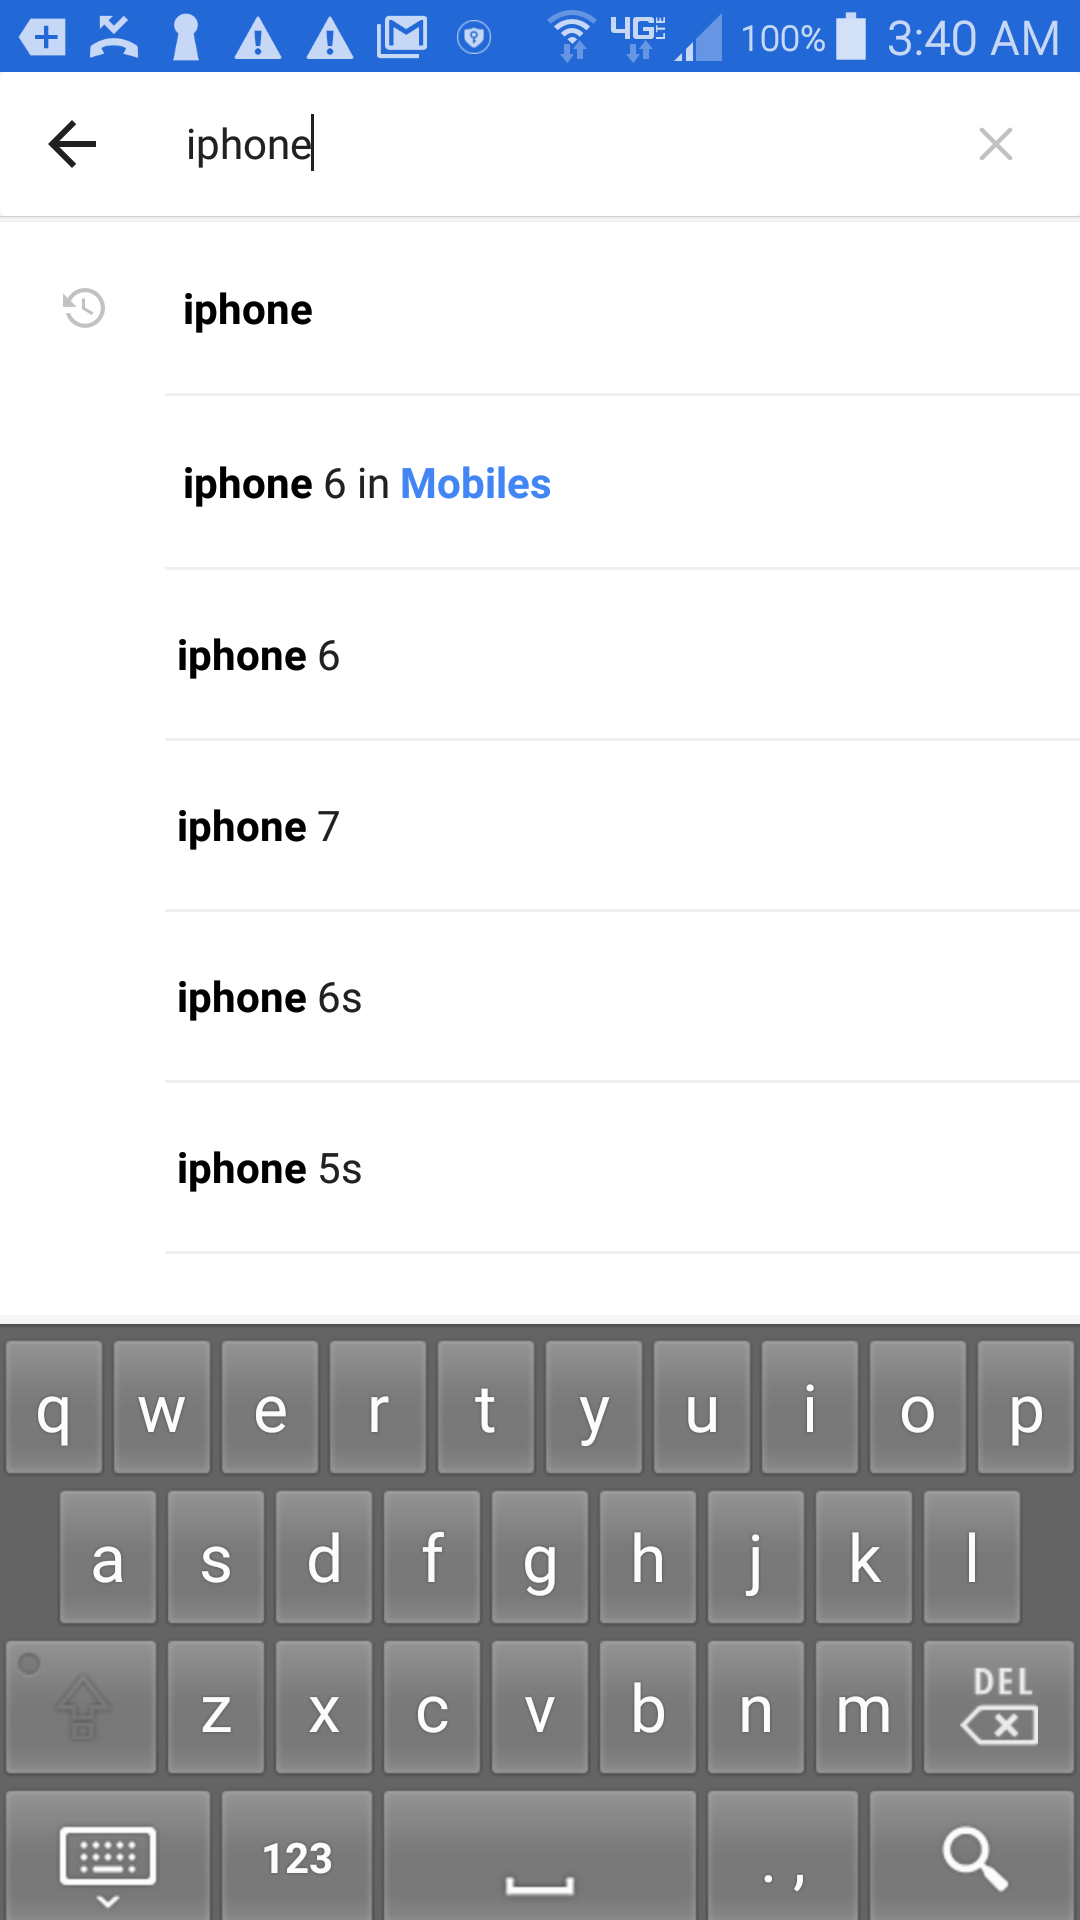 4G LTE 100% 3:40 AM
iphone
iphone
iphone 6 in Mobiles
iphone 6
iphone 7
iphone 6s
iphone 5s
q w e r t y u i o p
a s d f g h j k l
z x c v b n m DEL
123 . ,